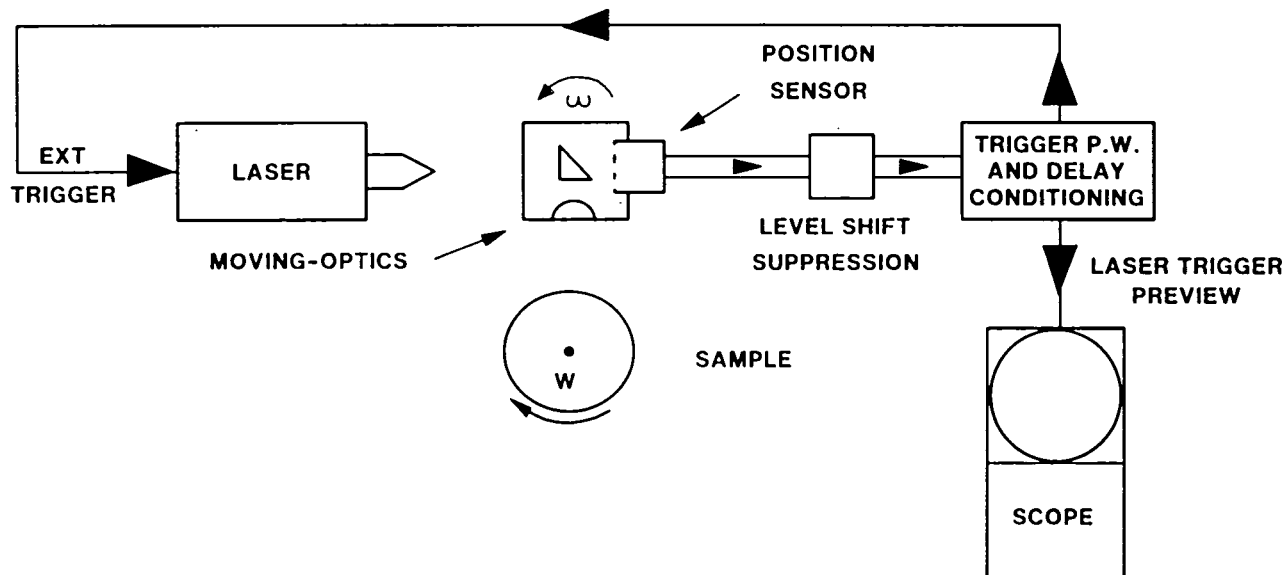 POSITION
SENSOR
ω
EXT
TRIGGER
LASER
TRIGGER P.W.
AND DELAY
CONDITIONING
MOVING-OPTICS
LEVEL SHIFT
SUPPRESSION
LASER TRIGGER
PREVIEW
W
SAMPLE
SCOPE